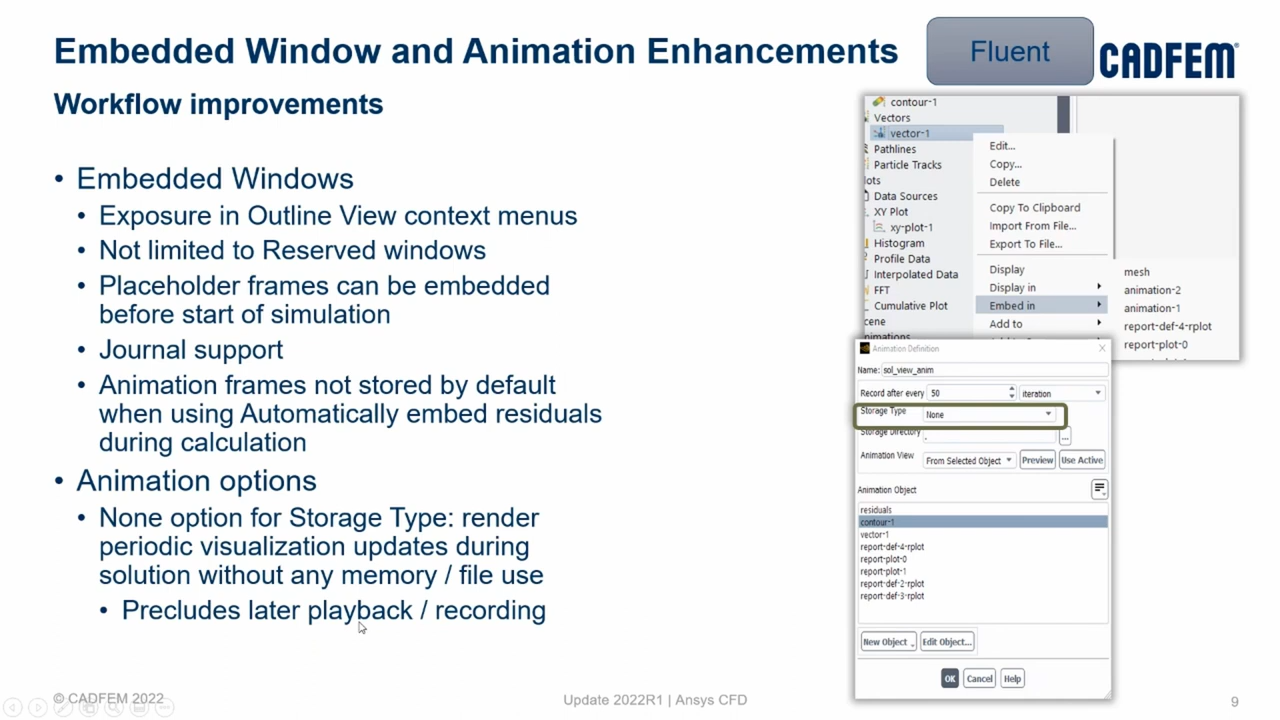 Embedded Window and Animation Enhancements
Fluent
CADFEM
Workflow improvements
• Embedded Windows
• Exposure in Outline View context menus
• Not limited to Reserved windows
• Placeholder frames can be embedded
before start of simulation
• Journal support
• Animation frames not stored by default
when using Automatically embed residuals
during calculation
• Animation options
• None option for Storage Type: render
periodic visualization updates during
solution without any memory / file use
• Precludes later playback / recording
contour-1
Vectors
vector-1
Pathlines
Particle Tracks
lots
Data Sources
XY Plot
xy-plot-1
Histogram
Profile Data
Interpolated Data
FFT
Cumulative Plot
cene
Edit...
Copy...
Delete
Copy To Clipboard
Import From File...
Export To File...
Display
Display in
Embed in
Add to
mesh
animation-2
animation-1
report-def-4-rplot
report-plot-0
Animation Definition
Name: sol_view_anim
Record after every 50 iteration
Storage Type None
Storage Directory . ...
Animation View From Selected Object Preview Use Active
Animation Object
residuals
contour-1
vector-1
report-def-4-rplot
report-plot-0
report-plot-1
report-def-2-rplot
report-def-3-rplot
New Object Edit Object...
OK Cancel Help
© CADFEM 2022
Update 2022R1 | Ansys CFD
9